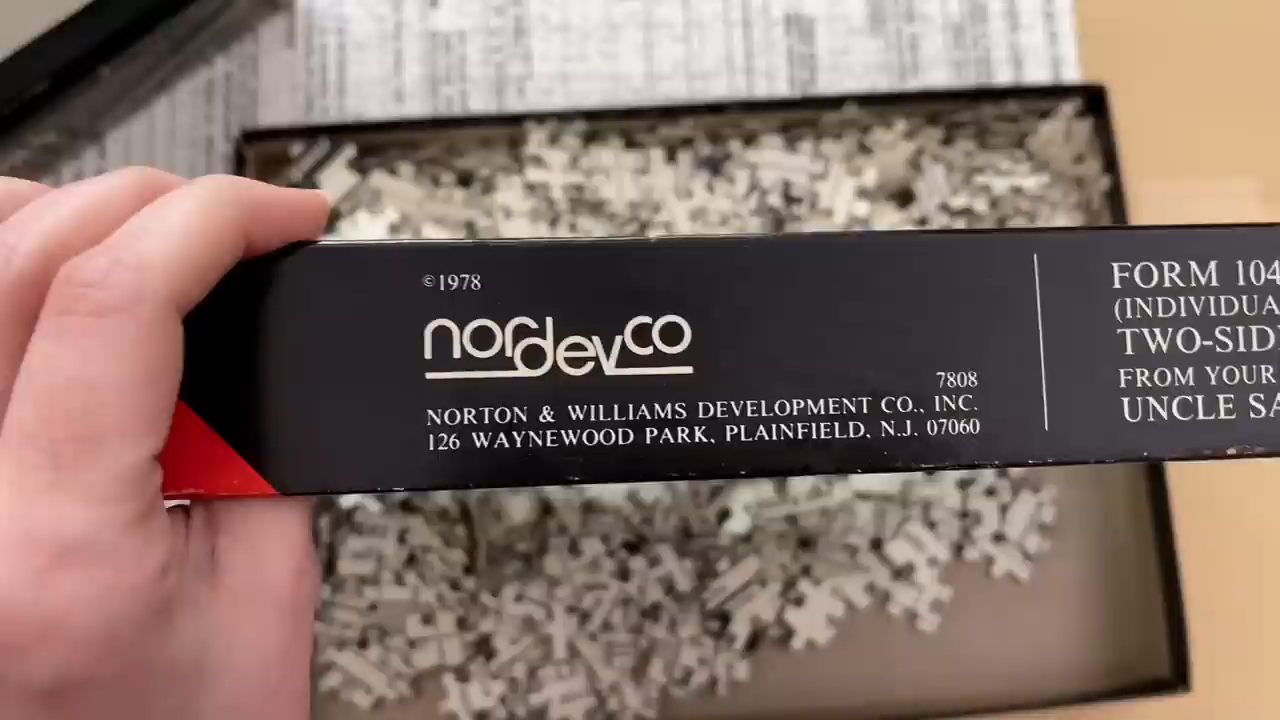 ©1978
nordevco
7808
NORTON & WILLIAMS DEVELOPMENT CO., INC.
126 WAYNEWOOD PARK, PLAINFIELD, N.J. 07060
FORM 104
(INDIVIDUA
TWO-SID
FROM YOUR
UNCLE SA